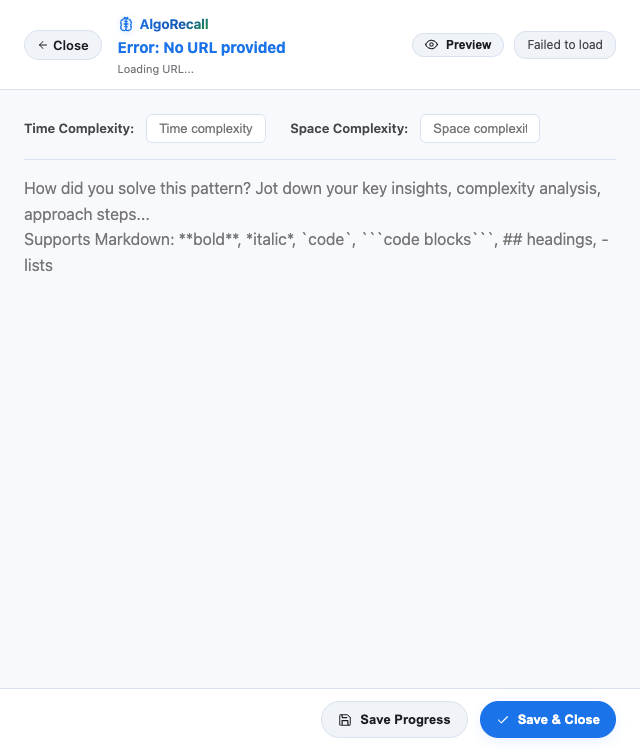 Close
AlgoRecall
Error: No URL provided
Loading URL...
Preview
Failed to load
Time Complexity:
Time complexity
Space Complexity:
Space complexit
How did you solve this pattern? Jot down your key insights, complexity analysis,
approach steps...
Supports Markdown: **bold**, *italic*, `code`, ```code blocks```, ## headings, -
lists
Save Progress
Save & Close